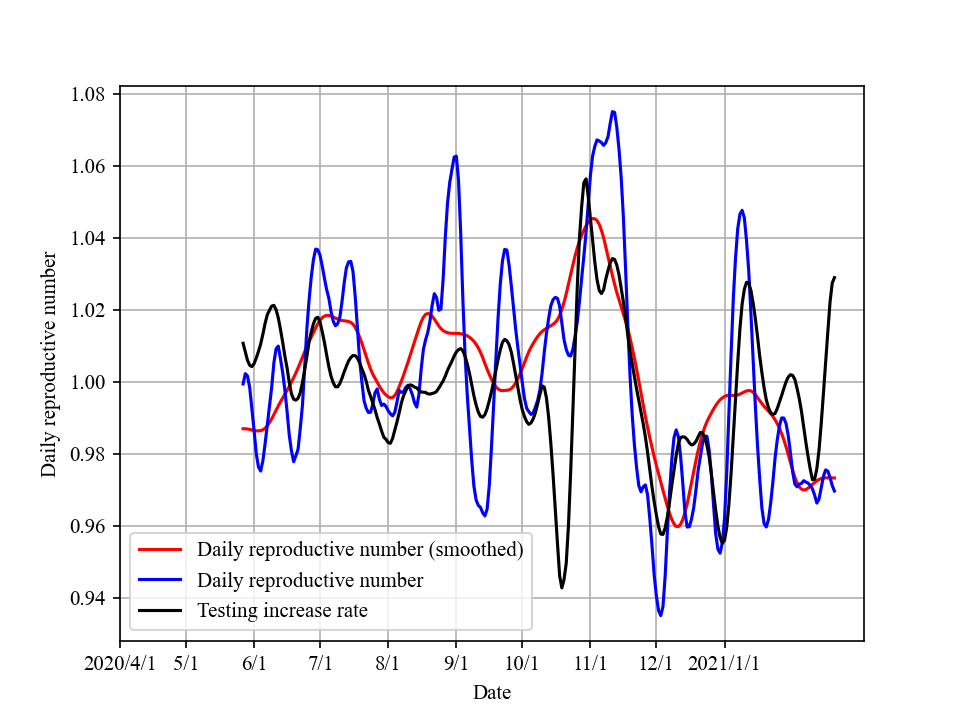 1.08
1.06
1.04
1.02
1.00
0.98
0.96
0.94
Daily reproductive number
Daily reproductive number (smoothed)
Daily reproductive number
Testing increase rate
2020/4/1 5/1 6/1 7/1 8/1 9/1 10/1 11/1 12/1 2021/1/1
Date